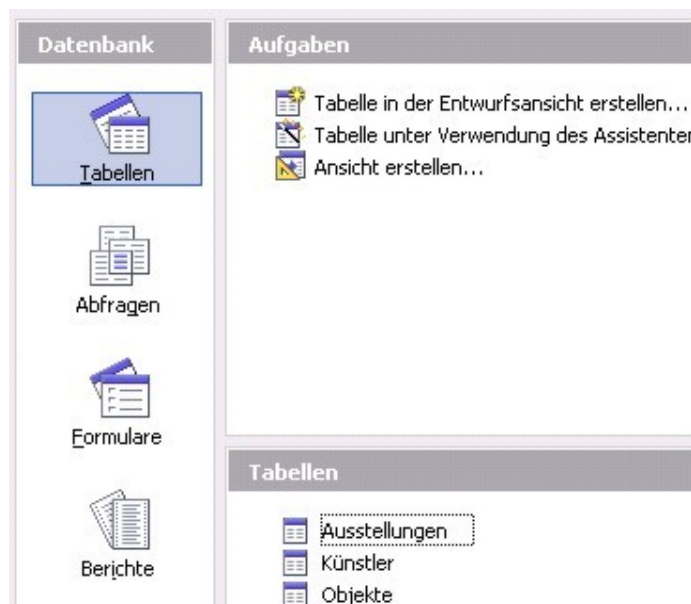 Datenbank
Tabellen
Abfragen
Formulare
Berichte
Aufgaben
Tabelle in der Entwurfsansicht erstellen...
Tabelle unter Verwendung des Assistenten
Ansicht erstellen...
Tabellen
Ausstellungen
Künstler
Objekte